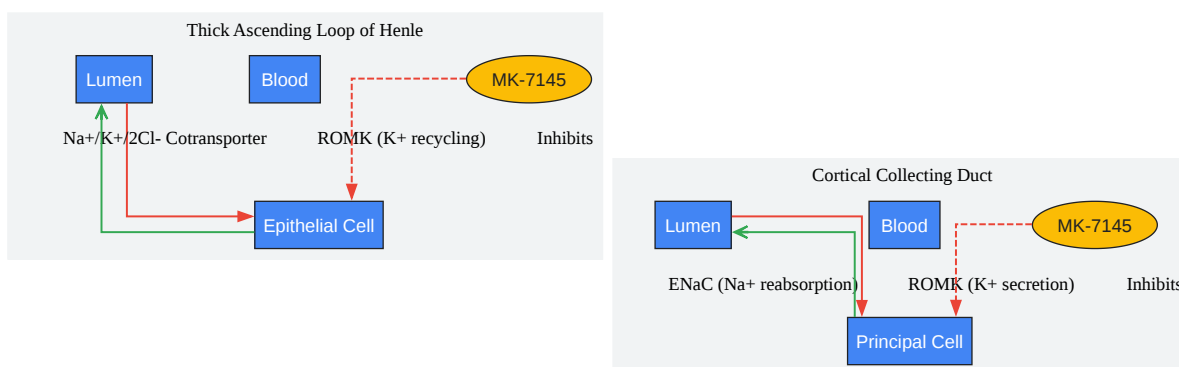 Thick Ascending Loop of Henle
Lumen
Blood
MK-7145
Na+/K+/2Cl- Cotransporter
ROMK (K+ recycling)
Inhibits
Epithelial Cell
Cortical Collecting Duct
Lumen
Blood
MK-7145
ENaC (Na+ reabsorption)
ROMK (K+ secretion)
Inhibits
Principal Cell